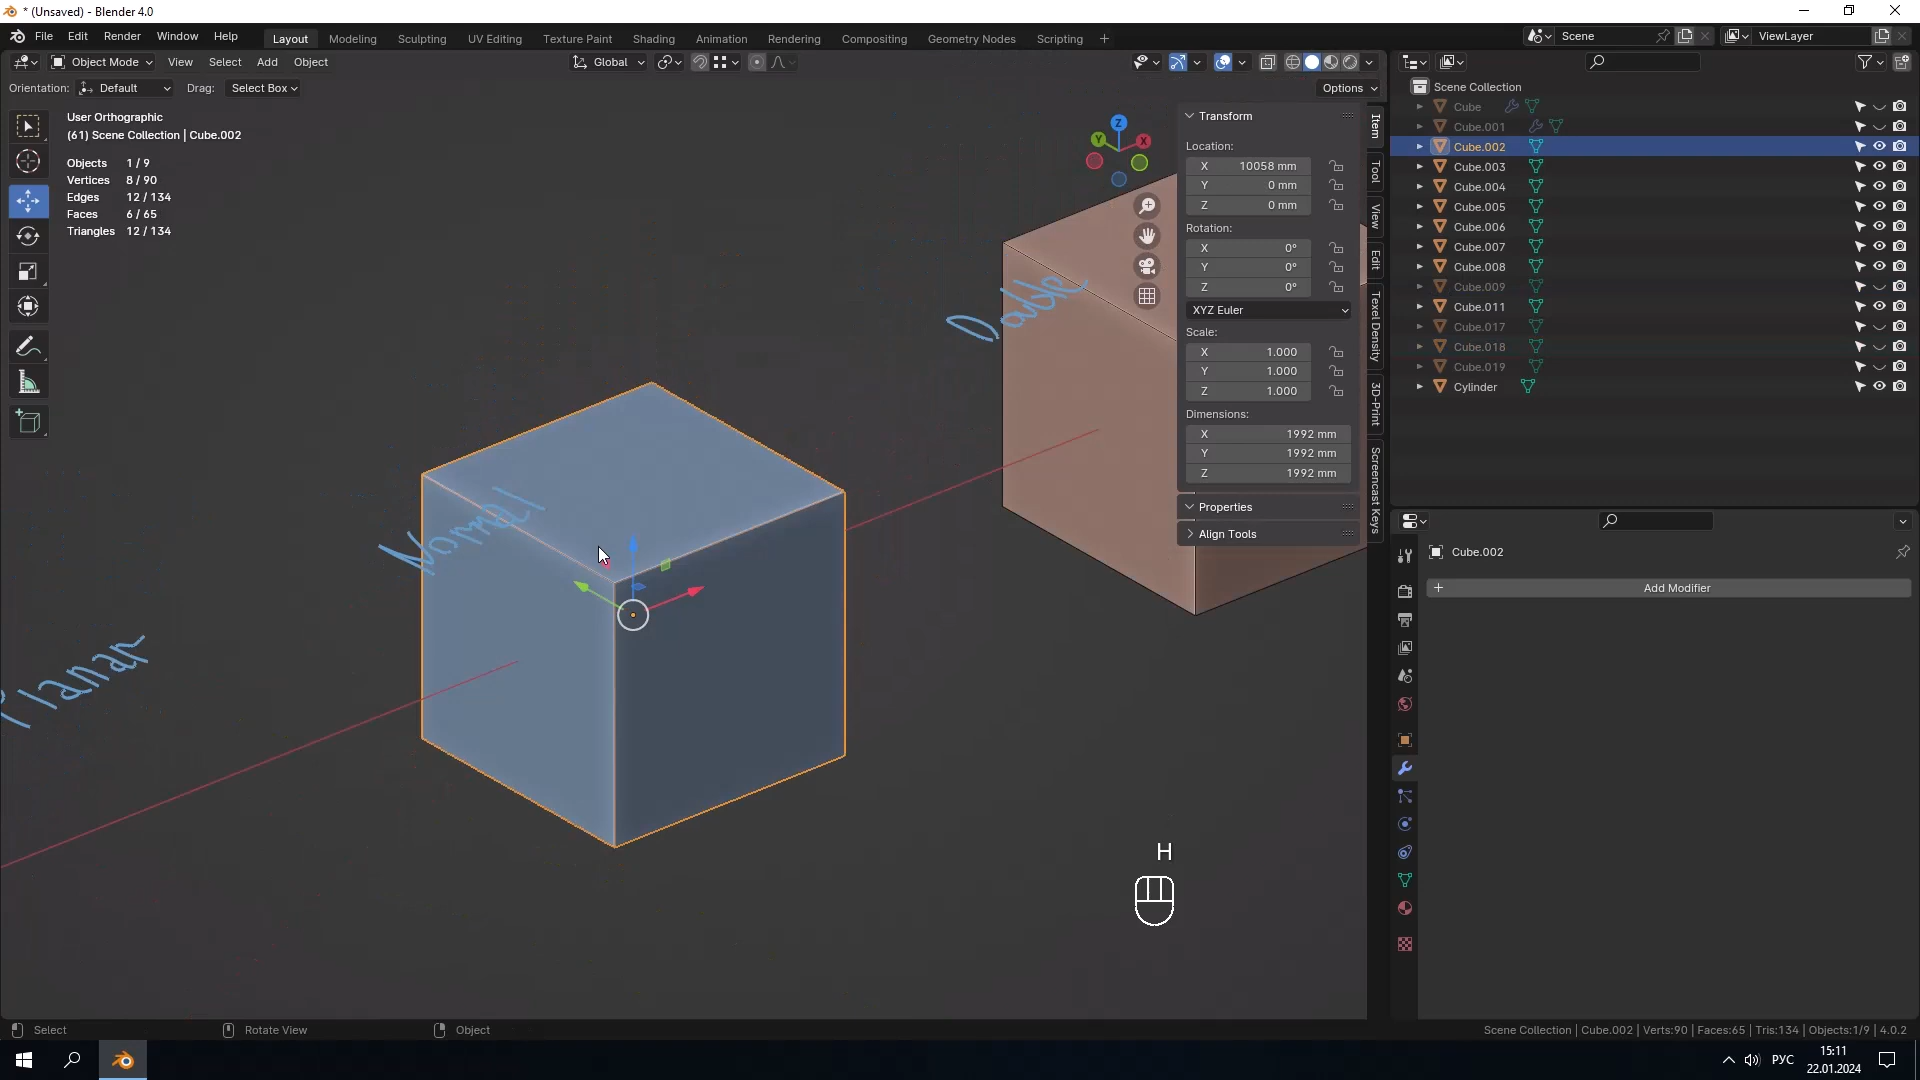 * (Unsaved) - Blender 4.0
File Edit Render Window Help
Layout Modeling Sculpting UV Editing Texture Paint Shading Animation Rendering Compositing Geometry Nodes Scripting +
Scene
ViewLayer
Object Mode View Select Add Object
Global
Orientation: Default Drag: Select Box
Options
User Orthographic
(61) Scene Collection | Cube.002
Objects 1 / 9
Vertices 8 / 90
Edges 12 / 134
Faces 6 / 65
Triangles 12 / 134
Planar
Normal
Double
Z
X
Y
Transform
Location:
X 10058 mm
Y 0 mm
Z 0 mm
Rotation:
X 0°
Y 0°
Z 0°
XYZ Euler
Scale:
X 1.000
Y 1.000
Z 1.000
Dimensions:
X 1992 mm
Y 1992 mm
Z 1992 mm
Properties
Align Tools
Item
Tool
View
Edit
Texel Density
3D-Print
Screencast Keys
H
Scene Collection
Cube
Cube.001
Cube.002
Cube.003
Cube.004
Cube.005
Cube.006
Cube.007
Cube.008
Cube.009
Cube.011
Cube.017
Cube.018
Cube.019
Cylinder
Cube.002
+ Add Modifier
Select Rotate View Object
Scene Collection | Cube.002 | Verts:90 | Faces:65 | Tris:134 | Objects:1/9 | 4.0.2
РУС
15:11
22.01.2024